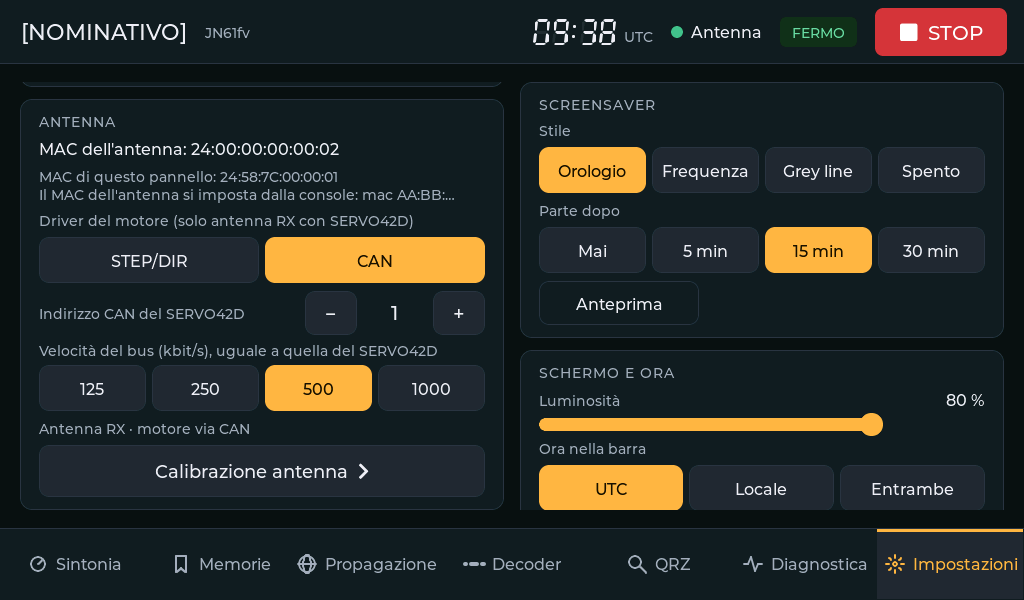 [NOMINATIVO] JN61fv 09:38 UTC Antenna FERMO STOP
ANTENNA
MAC dell'antenna: 24:00:00:00:00:02
MAC di questo pannello: 24:58:7C:00:00:01
Il MAC dell'antenna si imposta dalla console: mac AA:BB:...
Driver del motore (solo antenna RX con SERVO42D)
STEP/DIR CAN
Indirizzo CAN del SERVO42D − 1 +
Velocità del bus (kbit/s), uguale a quella del SERVO42D
125 250 500 1000
Antenna RX · motore via CAN
Calibrazione antenna
SCREENSAVER
Stile
Orologio Frequenza Grey line Spento
Parte dopo
Mai 5 min 15 min 30 min
Anteprima
SCHERMO E ORA
Luminosità 80 %
Ora nella barra
UTC Locale Entrambe
Sintonia Memorie Propagazione Decoder QRZ Diagnostica Impostazioni